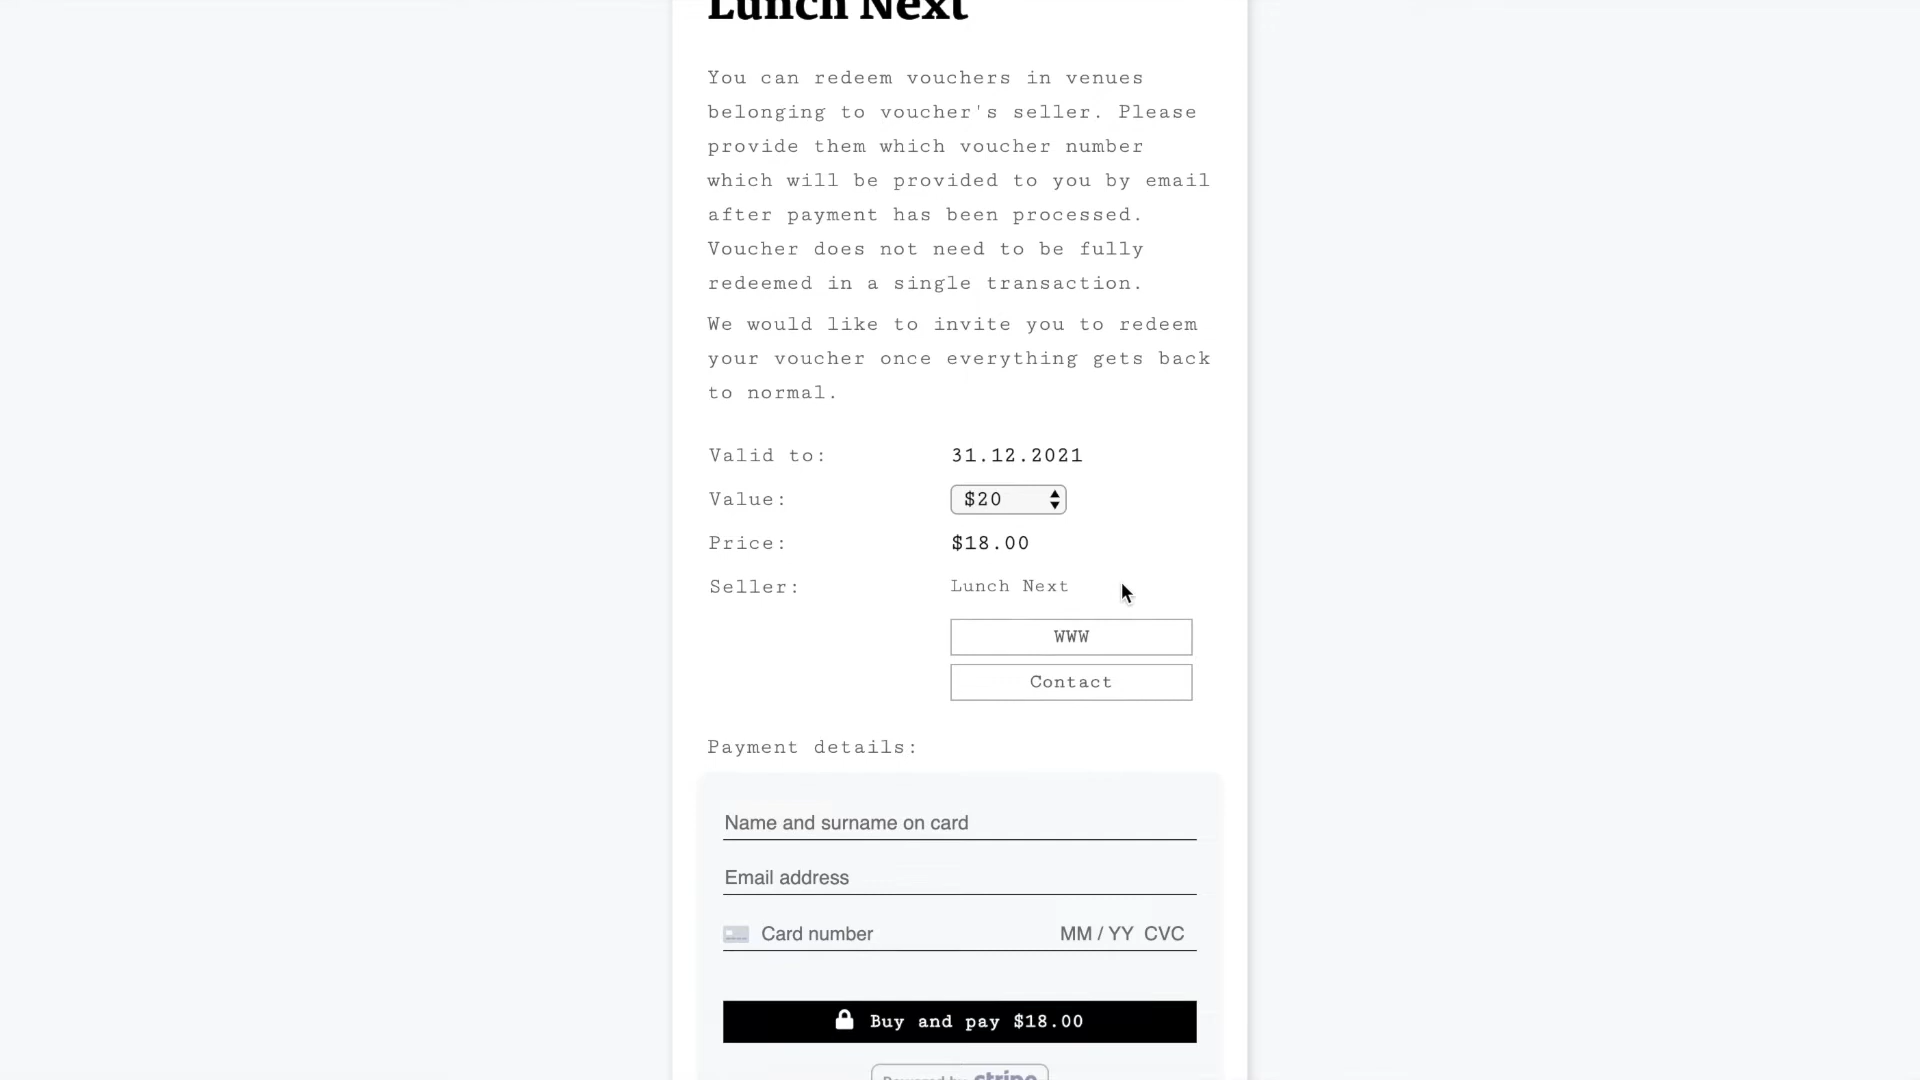 Lunch Next
You can redeem vouchers in venues
belonging to voucher's seller. Please
provide them which voucher number
which will be provided to you by email
after payment has been processed.
Voucher does not need to be fully
redeemed in a single transaction.
We would like to invite you to redeem
your voucher once everything gets back
to normal.
Valid to: 31.12.2021
Value: $20
Price: $18.00
Seller: Lunch Next
WWW
Contact
Payment details:
Name and surname on card
Email address
Card number MM / YY CVC
Buy and pay $18.00
Powered by stripe